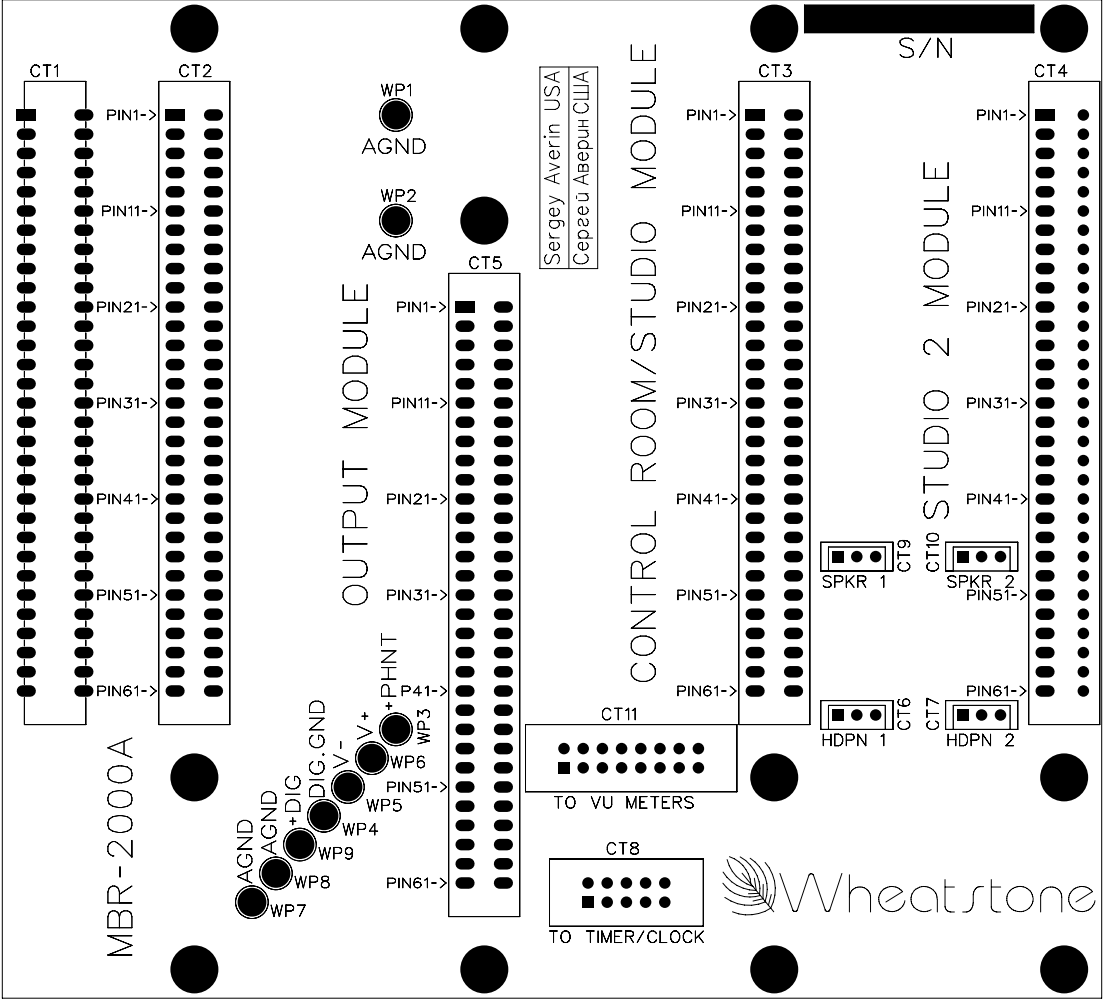 S/N
CT1
CT2
CT3
CT4
WP1
AGND
WP2
AGND
Sergey Averin USA
Сергей Аверин США
PIN1->
PIN11->
PIN21->
PIN31->
PIN41->
PIN51->
PIN61->
OUTPUT MODULE
CT5
PIN1->
PIN11->
PIN21->
PIN31->
P41->
PIN51->
PIN61->
CONTROL ROOM/STUDIO MODULE
PIN1->
PIN11->
PIN21->
PIN31->
PIN41->
PIN51->
PIN61->
STUDIO 2 MODULE
PIN1->
PIN11->
PIN21->
PIN31->
PIN41->
PIN51->
PIN61->
CT9
SPKR 1
CT10
SPKR 2
CT6
HDPN 1
CT7
HDPN 2
+PHNT
WP3
V+
WP6
V-
WP5
DIG.GND
WP4
+DIG
WP9
AGND
WP8
AGND
WP7
MBR-2000A
CT11
TO VU METERS
CT8
TO TIMER/CLOCK
Wheatstone